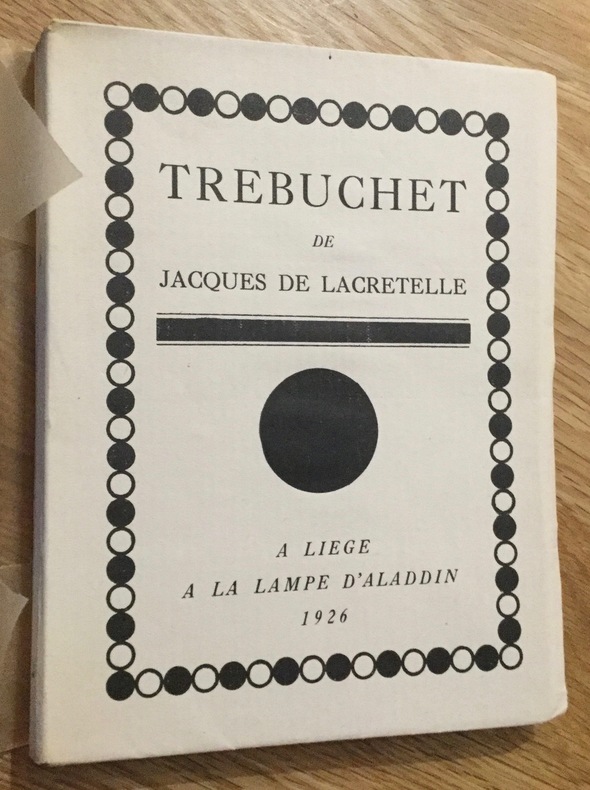 TREBUCHET
DE
JACQUES DE LACRETELLE
A LIEGE
A LA LAMPE D'ALADDIN
1926